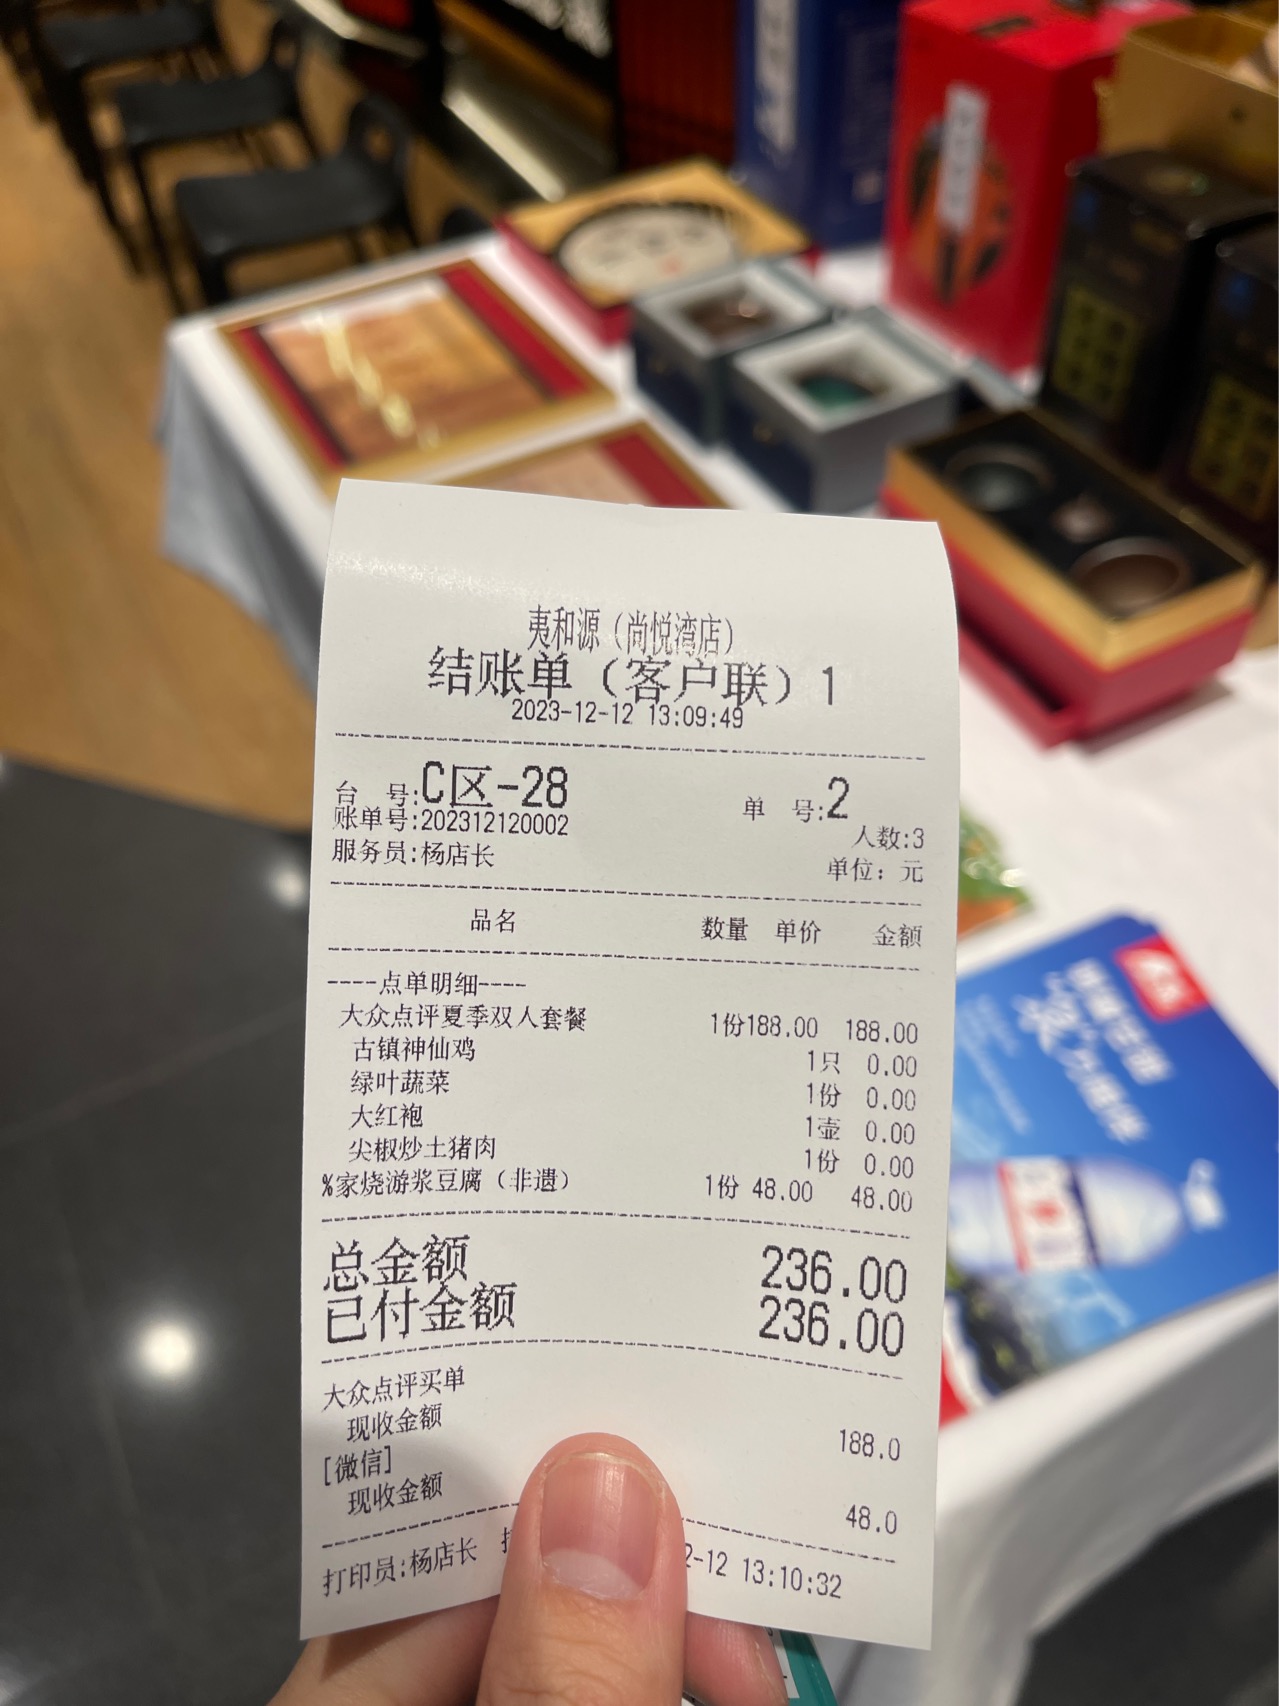 夷和源（尚悦湾店）
结账单（客户联）1
2023-12-12 13:09:49
台 号:C区-28 单 号:2
账单号:202312120002 人数:3
服务员:杨店长 单位：元
品名 数量 单价 金额
----点单明细----
大众点评夏季双人套餐 1份188.00 188.00
古镇神仙鸡 1只 0.00
绿叶蔬菜 1份 0.00
大红袍 1壶 0.00
尖椒炒土猪肉 1份 0.00
%家烧游浆豆腐（非遗） 1份 48.00 48.00
总金额 236.00
已付金额 236.00
大众点评买单
现收金额 188.0
[微信]
现收金额 48.0
打印员:杨店长 2-12 13:10:32